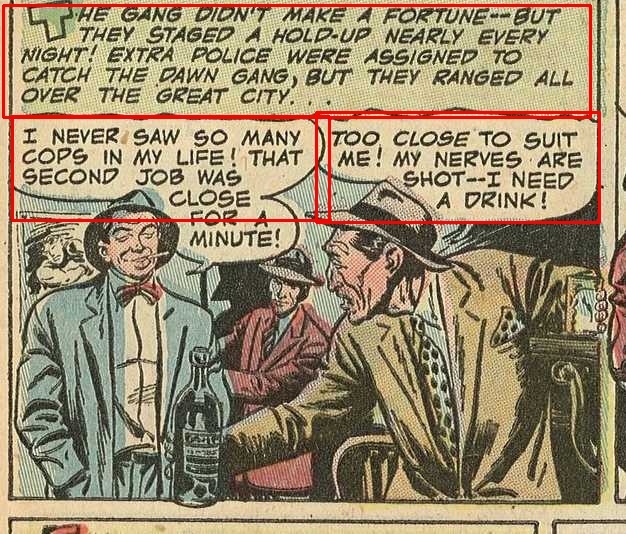 THE GANG DIDN'T MAKE A FORTUNE--BUT
THEY STAGED A HOLD-UP NEARLY EVERY
NIGHT! EXTRA POLICE WERE ASSIGNED TO
CATCH THE DAWN GANG, BUT THEY RANGED ALL
OVER THE GREAT CITY.
I NEVER SAW SO MANY
COPS IN MY LIFE! THAT
SECOND JOB WAS
CLOSE
FOR A
MINUTE!
TOO CLOSE TO SUIT
ME! MY NERVES ARE
SHOT--I NEED
A DRINK!